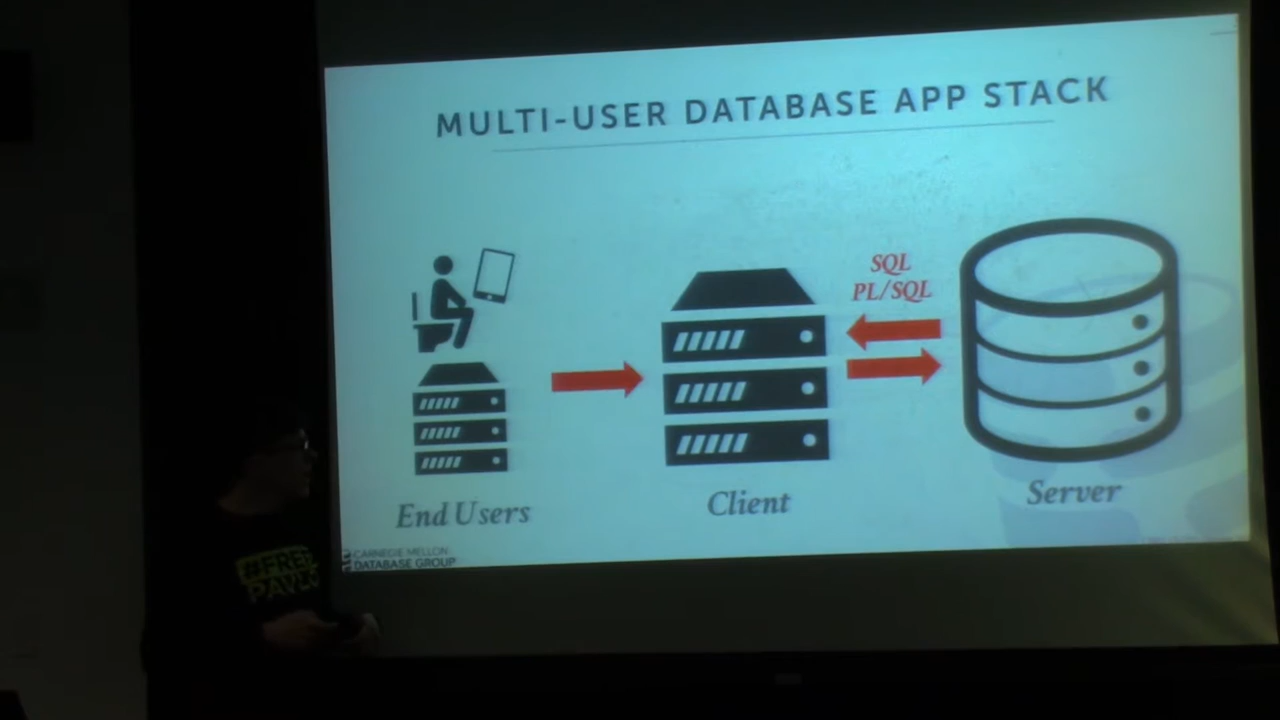 MULTI-USER DATABASE APP STACK
SQL
PL/SQL
End Users
Client
Server
CARNEGIE MELLON
DATABASE GROUP
#FREE
PAVLO